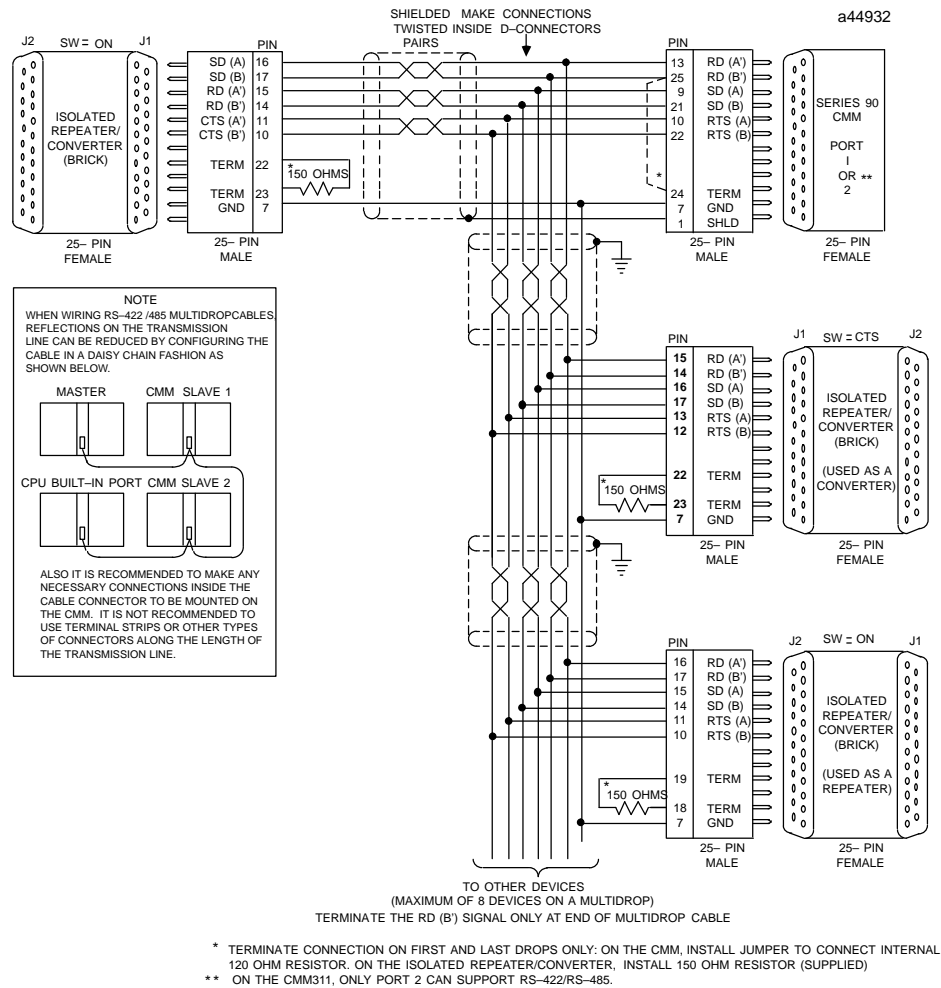 SHIELDED MAKE CONNECTIONS
TWISTED INSIDE D–CONNECTORS
PAIRS
a44932
J2 SW = ON J1
PIN
SD (A) 16
SD (B) 17
RD (A') 15
RD (B') 14
CTS (A') 11
CTS (B') 10
TERM 22
TERM 23
GND 7
*
150 OHMS
ISOLATED
REPEATER/
CONVERTER
(BRICK)
25– PIN
FEMALE
25– PIN
MALE
PIN
13 RD (A')
25 RD (B')
9 SD (A)
21 SD (B)
10 RTS (A)
22 RTS (B)
*
24 TERM
7 GND
1 SHLD
25– PIN
MALE
SERIES 90
CMM
PORT
I
OR **
2
25– PIN
FEMALE
NOTE
WHEN WIRING RS–422 /485 MULTIDROPCABLES,
REFLECTIONS ON THE TRANSMISSION
LINE CAN BE REDUCED BY CONFIGURING THE
CABLE IN A DAISY CHAIN FASHION AS
SHOWN BELOW.
MASTER CMM SLAVE 1
CPU BUILT–IN PORT CMM SLAVE 2
ALSO IT IS RECOMMENDED TO MAKE ANY
NECESSARY CONNECTIONS INSIDE THE
CABLE CONNECTOR TO BE MOUNTED ON
THE CMM. IT IS NOT RECOMMENDED TO
USE TERMINAL STRIPS OR OTHER TYPES
OF CONNECTORS ALONG THE LENGTH OF
THE TRANSMISSION LINE.
PIN
15 RD (A')
14 RD (B')
16 SD (A)
17 SD (B)
13 RTS (A)
12 RTS (B)
22 TERM
23 TERM
7 GND
*
150 OHMS
25– PIN
MALE
J1 SW = CTS J2
ISOLATED
REPEATER/
CONVERTER
(BRICK)
(USED AS A
CONVERTER)
25– PIN
FEMALE
PIN
16 RD (A')
17 RD (B')
15 SD (A)
14 SD (B)
11 RTS (A)
10 RTS (B)
19 TERM
18 TERM
7 GND
*
150 OHMS
25– PIN
MALE
J2 SW = ON J1
ISOLATED
REPEATER/
CONVERTER
(BRICK)
(USED AS A
REPEATER)
25– PIN
FEMALE
TO OTHER DEVICES
(MAXIMUM OF 8 DEVICES ON A MULTIDROP)
TERMINATE THE RD (B') SIGNAL ONLY AT END OF MULTIDROP CABLE
* TERMINATE CONNECTION ON FIRST AND LAST DROPS ONLY: ON THE CMM, INSTALL JUMPER TO CONNECT INTERNAL
120 OHM RESISTOR. ON THE ISOLATED REPEATER/CONVERTER, INSTALL 150 OHM RESISTOR (SUPPLIED)
** ON THE CMM311, ONLY PORT 2 CAN SUPPORT RS–422/RS–485.